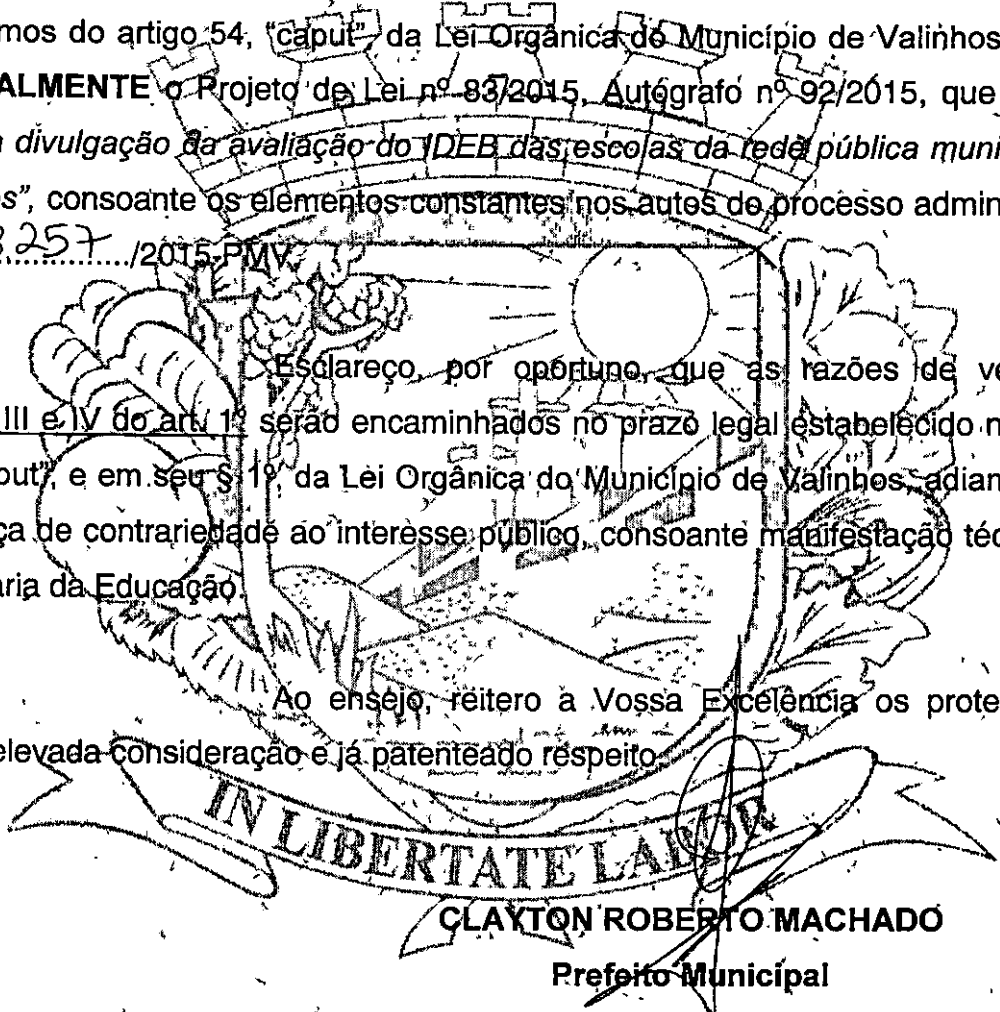 mos do artigo 54, "caput", da Lei Orgânica do Município de Valinhos
ALMENTE o Projeto de Lei nº 83/2015, Autógrafo nº 92/2015, que
divulgação da avaliação do IDEB das escolas da rede pública muni
s", consoante os elementos constantes nos autos do processo admin
257/2015-PMV.
Esclareço, por oportuno, que as razões de ve
III e IV do art. 1º serão encaminhados no prazo legal estabelecido n
put", e em seu § 1º, da Lei Orgânica do Município de Valinhos, adian
ça de contrariedade ao interesse público, consoante manifestação téc
aria da Educação.
Ao ensejo, reitero a Vossa Excelência os prote
elevada consideração e já patenteado respeito.
IN LIBERTATE LABOR
CLAYTON ROBERTO MACHADO
Prefeito Municipal